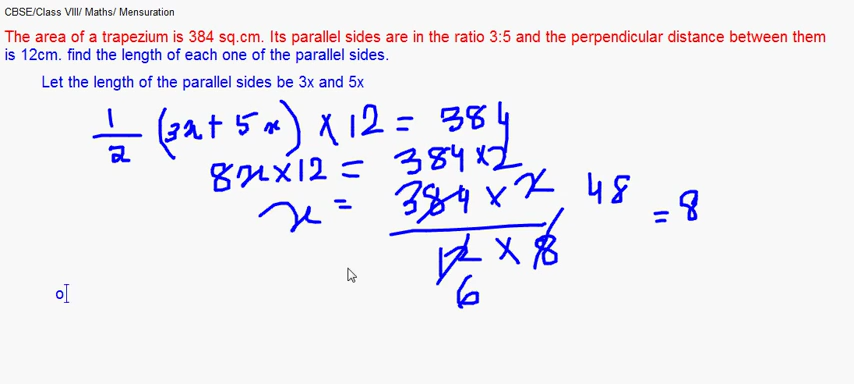 CBSE/Class VIII/ Maths/ Mensuration
The area of a trapezium is 384 sq.cm. Its parallel sides are in the ratio 3:5 and the perpendicular distance between them
is 12cm. find the length of each one of the parallel sides.
Let the length of the parallel sides be 3x and 5x
1/2 (3x + 5x) × 12 = 384
8x × 12 = 384 × 2
x = 384 × 2 48
12 × 8 = 8
6
o